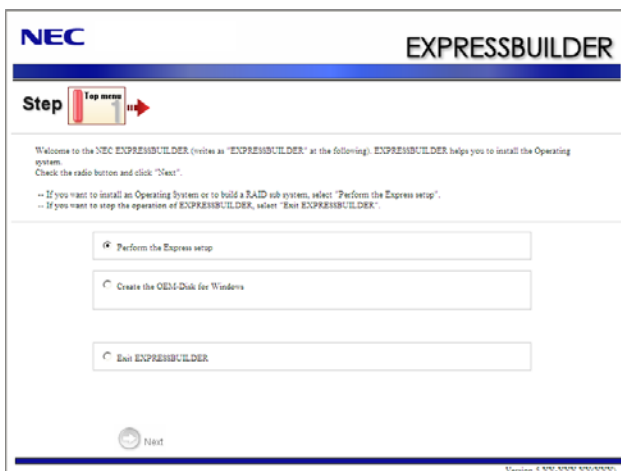 NEC
EXPRESSBUILDER
Step Top menu 1
Welcome to the NEC EXPRESSBUILDER (writes as "EXPRESSBUILDER" at the following). EXPRESSBUILDER helps you to install the Operating
system.
Check the radio button and click "Next".
-- If you want to install an Operating System or to build a RAID sub system, select "Perform the Express setup".
-- If you want to stop the operation of EXPRESSBUILDER, select "Exit EXPRESSBUILDER".
Perform the Express setup
Create the OEM-Disk for Windows
Exit EXPRESSBUILDER
Next
Version